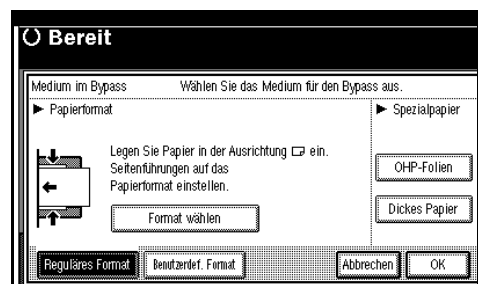 Bereit
Medium im Bypass Wählen Sie das Medium für den Bypass aus.
► Papierformat ► Spezialpapier
Legen Sie Papier in der Ausrichtung ein.
Seitenführungen auf das
Papierformat einstellen.
Format wählen
OHP-Folien
Dickes Papier
Reguläres Format Benutzerdef. Format Abbrechen OK